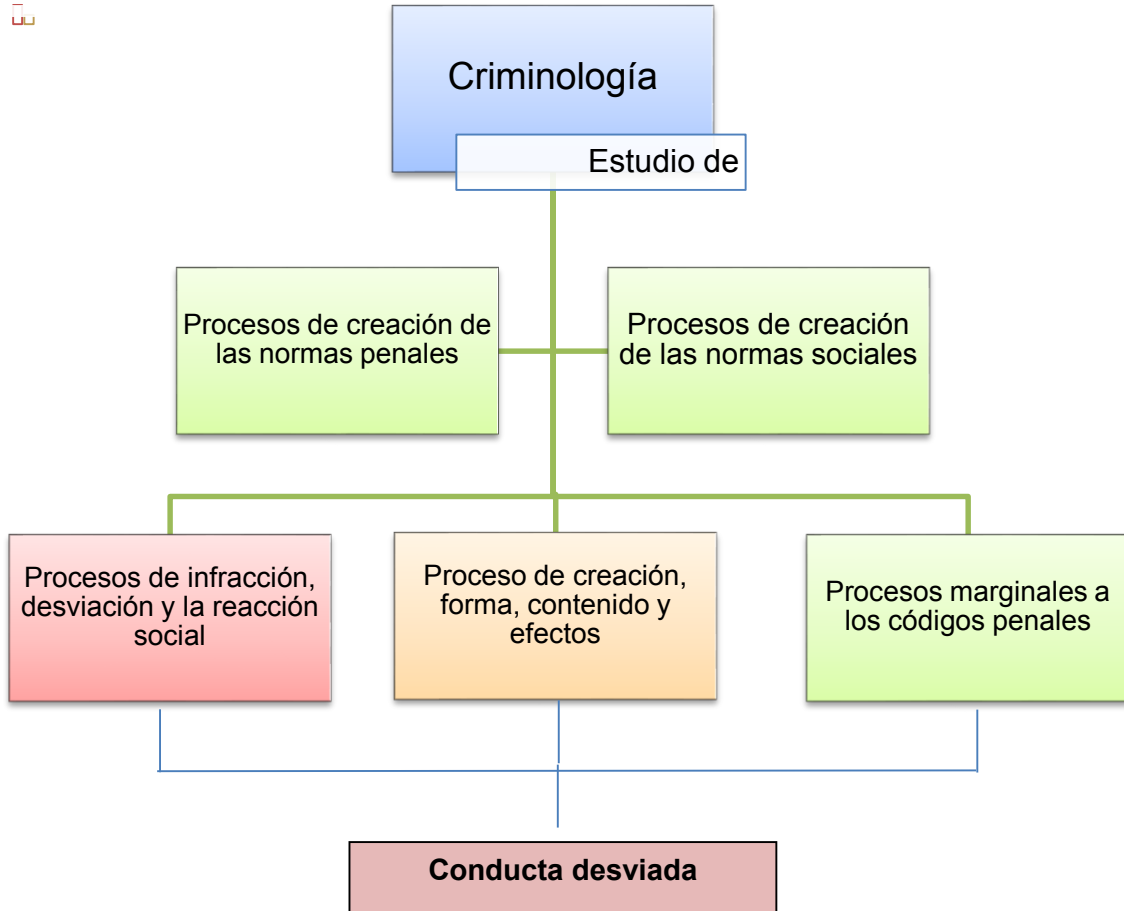 Criminología
Estudio de
Procesos de creación de
las normas penales
Procesos de creación
de las normas sociales
Procesos de infracción,
desviación y la reacción
social
Proceso de creación,
forma, contenido y
efectos
Procesos marginales a
los códigos penales
Conducta desviada